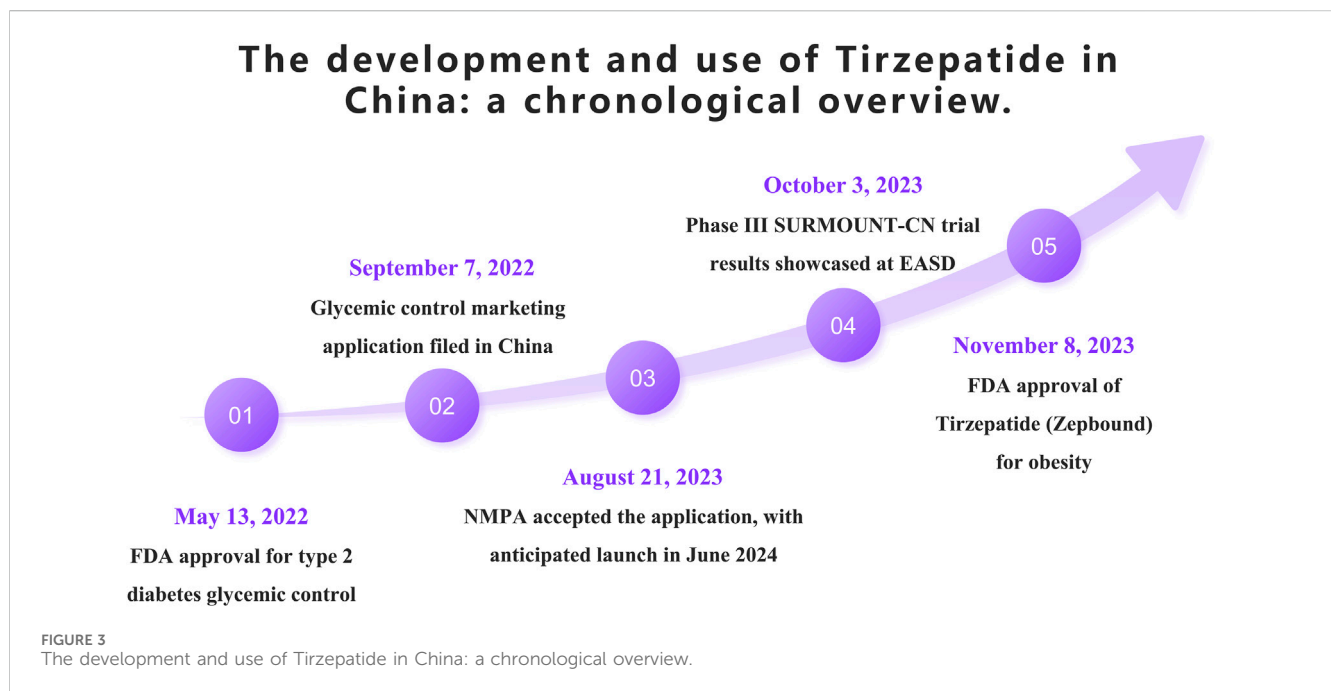 The development and use of Tirzepatide in
China: a chronological overview.
01
May 13, 2022
FDA approval for type 2
diabetes glycemic control
September 7, 2022
Glycemic control marketing
application filed in China
02
03
August 21, 2023
NMPA accepted the application, with
anticipated launch in June 2024
October 3, 2023
Phase III SURMOUNT-CN trial
results showcased at EASD
04
05
November 8, 2023
FDA approval of
Tirzepatide (Zepbound)
for obesity
FIGURE 3
The development and use of Tirzepatide in China: a chronological overview.